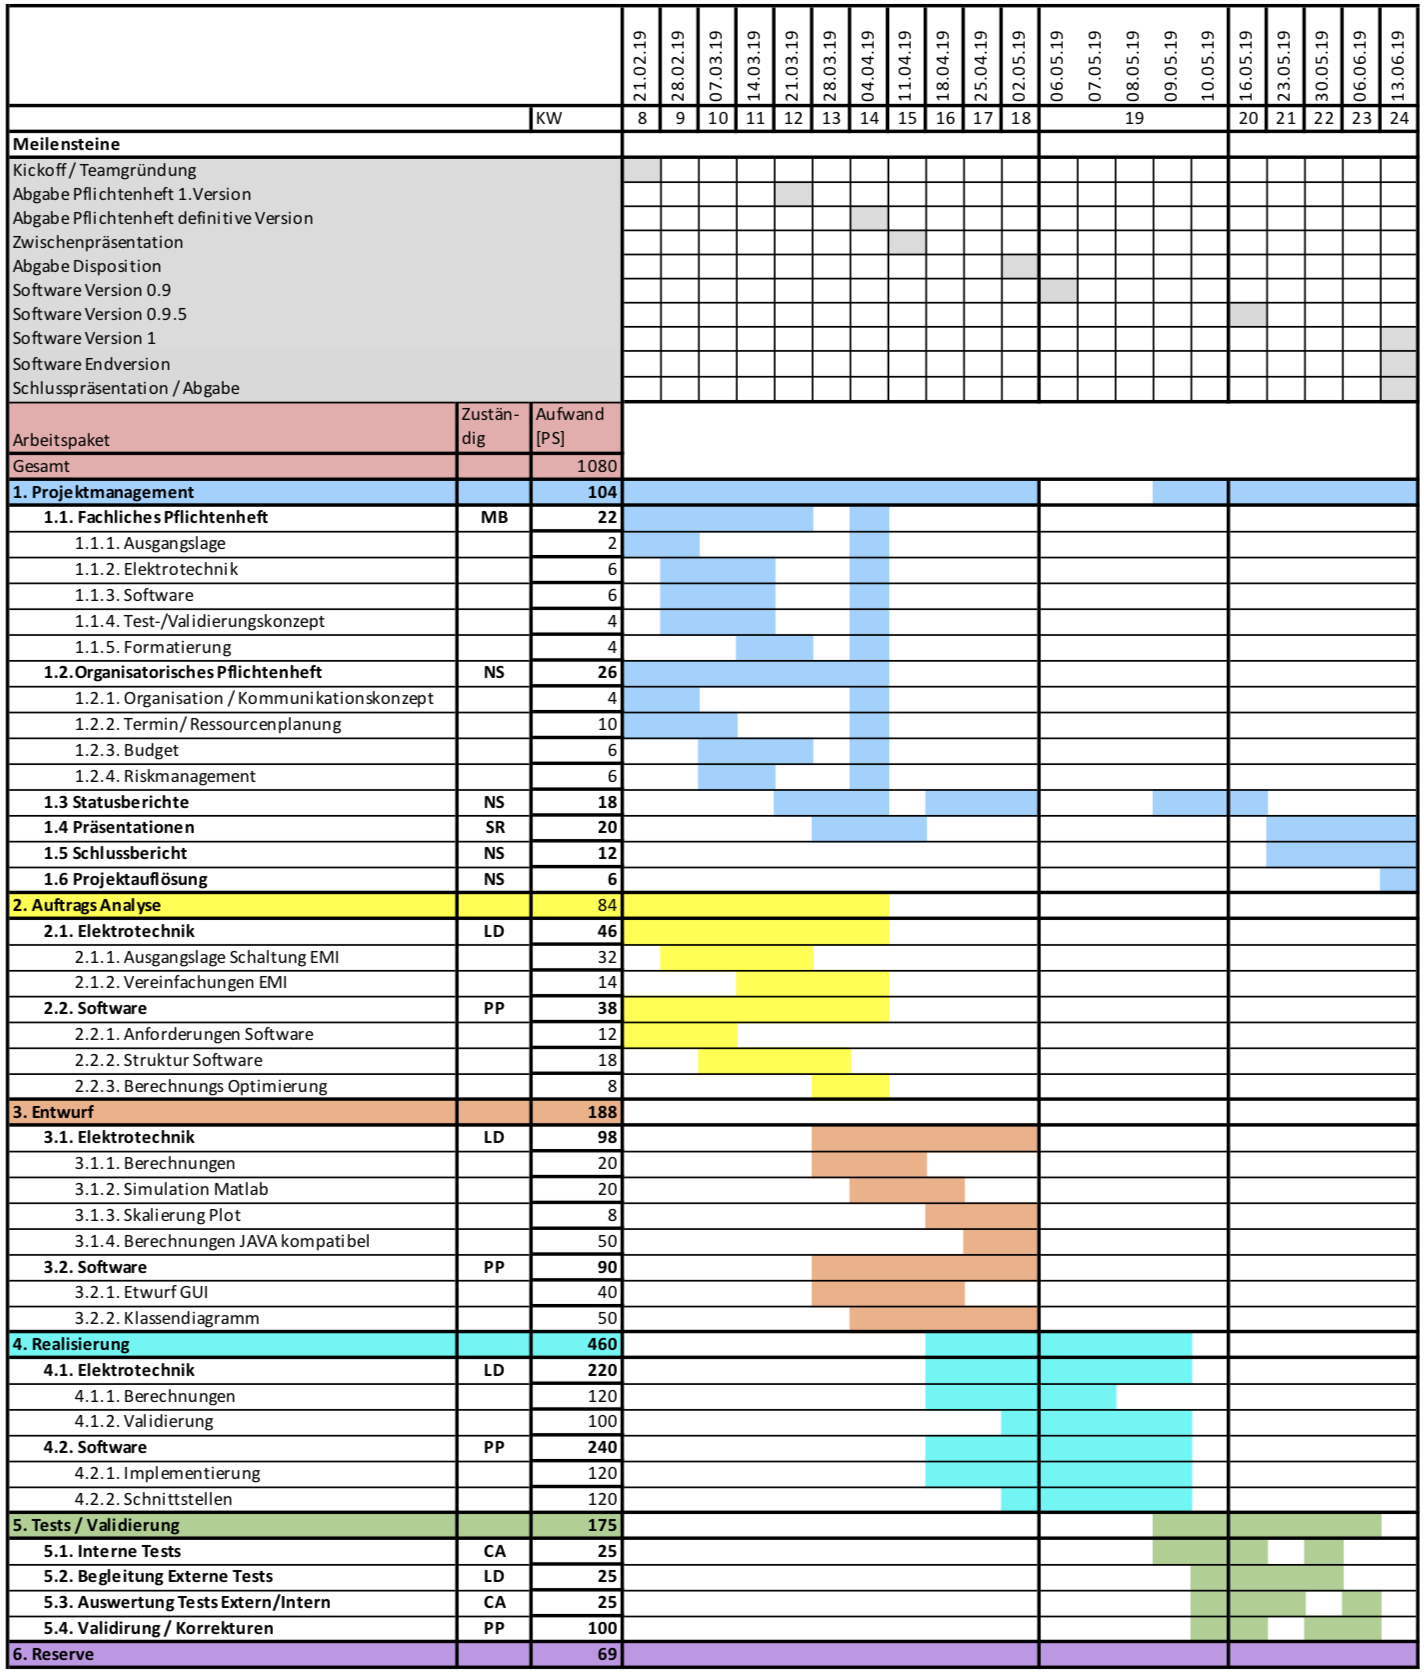 21.02.19 28.02.19 07.03.19 14.03.19 21.03.19 28.03.19 04.04.19 11.04.19 18.04.19 25.04.19 02.05.19 06.05.19 07.05.19 08.05.19 09.05.19 10.05.19 16.05.19 23.05.19 30.05.19 06.06.19 13.06.19
KW 8 9 10 11 12 13 14 15 16 17 18 19 20 21 22 23 24
Meilensteine
Kickoff / Teamgründung
Abgabe Pflichtenheft 1.Version
Abgabe Pflichtenheft definitive Version
Zwischenpräsentation
Abgabe Disposition
Software Version 0.9
Software Version 0.9.5
Software Version 1
Software Endversion
Schlusspräsentation / Abgabe
Arbeitspaket Zustän-dig Aufwand [PS]
Gesamt 1080
1. Projektmanagement 104
1.1. Fachliches Pflichtenheft MB 22
1.1.1. Ausgangslage 2
1.1.2. Elektrotechnik 6
1.1.3. Software 6
1.1.4. Test-/Validierungskonzept 4
1.1.5. Formatierung 4
1.2. Organisatorisches Pflichtenheft NS 26
1.2.1. Organisation / Kommunikationskonzept 4
1.2.2. Termin/ Ressourcenplanung 10
1.2.3. Budget 6
1.2.4. Riskmanagement 6
1.3 Statusberichte NS 18
1.4 Präsentationen SR 20
1.5 Schlussbericht NS 12
1.6 Projektauflösung NS 6
2. Auftrags Analyse 84
2.1. Elektrotechnik LD 46
2.1.1. Ausgangslage Schaltung EMI 32
2.1.2. Vereinfachungen EMI 14
2.2. Software PP 38
2.2.1. Anforderungen Software 12
2.2.2. Struktur Software 18
2.2.3. Berechnungs Optimierung 8
3. Entwurf 188
3.1. Elektrotechnik LD 98
3.1.1. Berechnungen 20
3.1.2. Simulation Matlab 20
3.1.3. Skalierung Plot 8
3.1.4. Berechnungen JAVA kompatibel 50
3.2. Software PP 90
3.2.1. Etwurf GUI 40
3.2.2. Klassendiagramm 50
4. Realisierung 460
4.1. Elektrotechnik LD 220
4.1.1. Berechnungen 120
4.1.2. Validierung 100
4.2. Software PP 240
4.2.1. Implementierung 120
4.2.2. Schnittstellen 120
5. Tests / Validierung 175
5.1. Interne Tests CA 25
5.2. Begleitung Externe Tests LD 25
5.3. Auswertung Tests Extern/Intern CA 25
5.4. Validirung / Korrekturen PP 100
6. Reserve 69